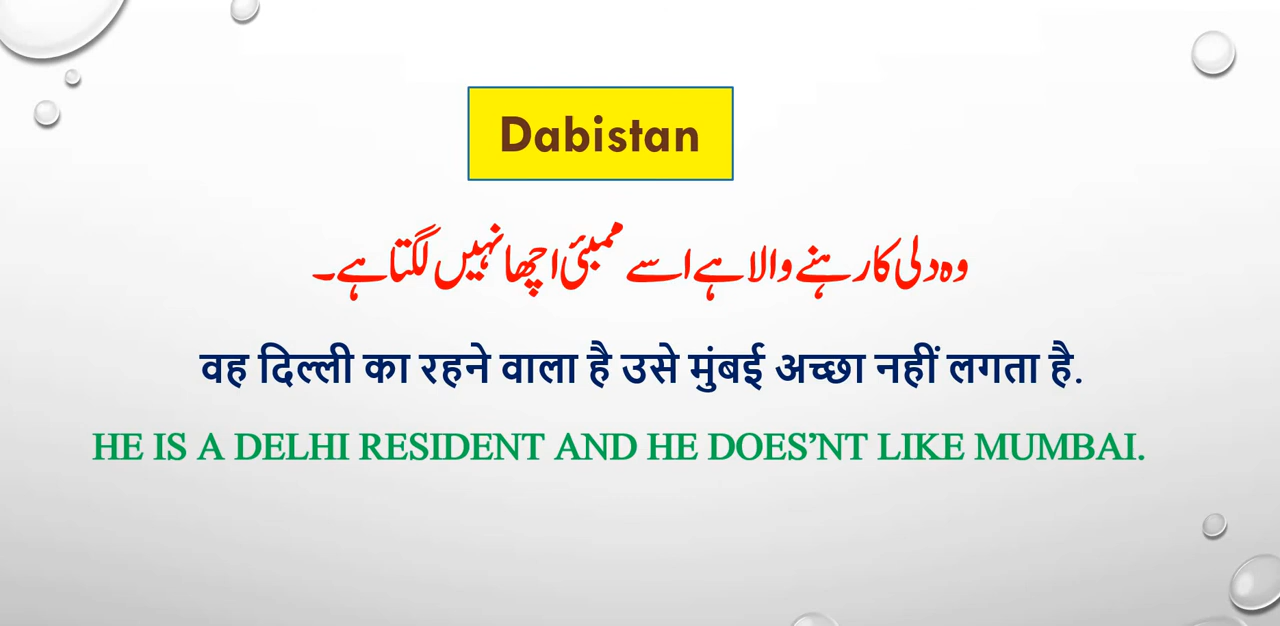 Dabistan
وہ دلی کا رہنے والا ہے اسے ممبئی اچھا نہیں لگتا ہے۔
वह दिल्ली का रहने वाला है उसे मुंबई अच्छा नहीं लगता है.
HE IS A DELHI RESIDENT AND HE DOES’NT LIKE MUMBAI.